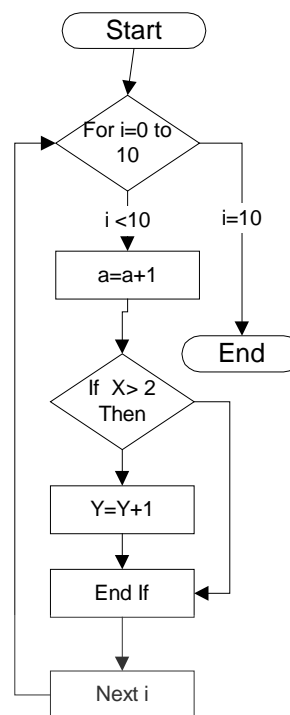 Start
For i=0 to
10
i <10
i=10
a=a+1
End
If X> 2
Then
Y=Y+1
End If
Next i